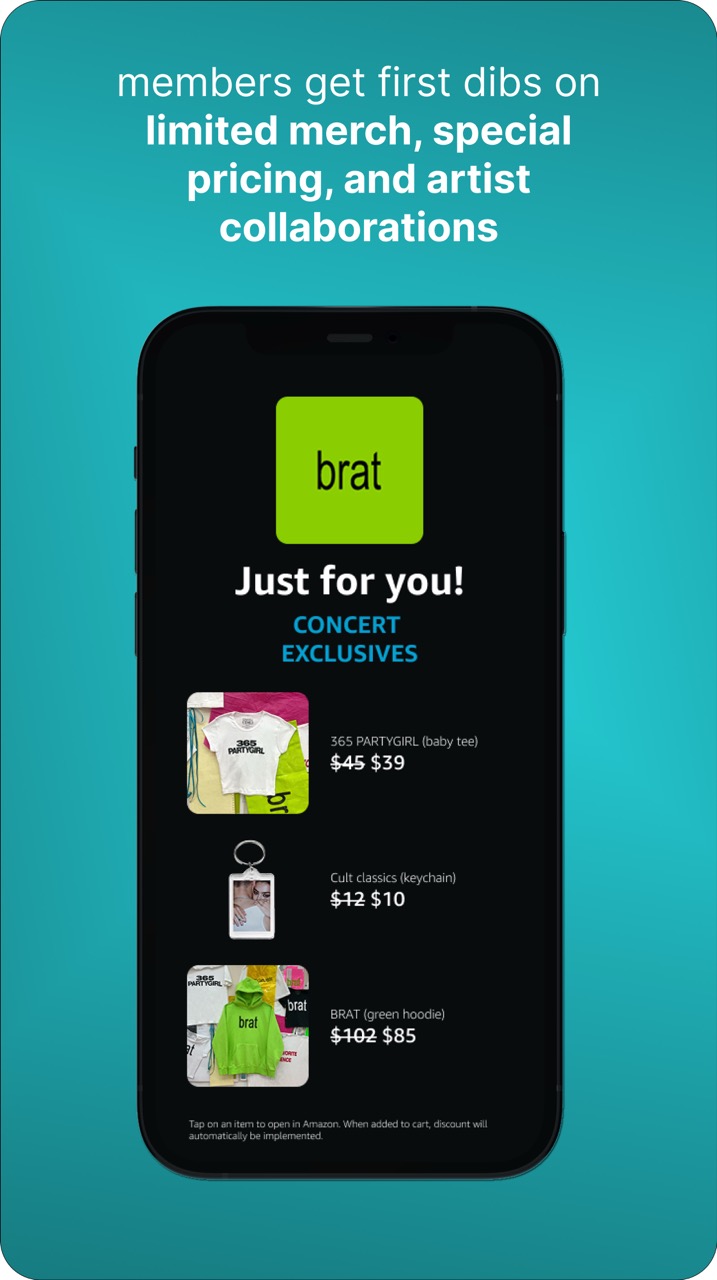 members get first dibs on
limited merch, special
pricing, and artist
collaborations
brat
Just for you!
CONCERT
EXCLUSIVES
365
PARTYGIRL
br
365 PARTYGIRL (baby tee)
$45 $39
Cult classics (keychain)
$12 $10
365
PARTYGIRL
brat
brat
brat
BRAT (green hoodie)
$102 $85
Tap on an item to open in Amazon. When added to cart, discount will
automatically be implemented.